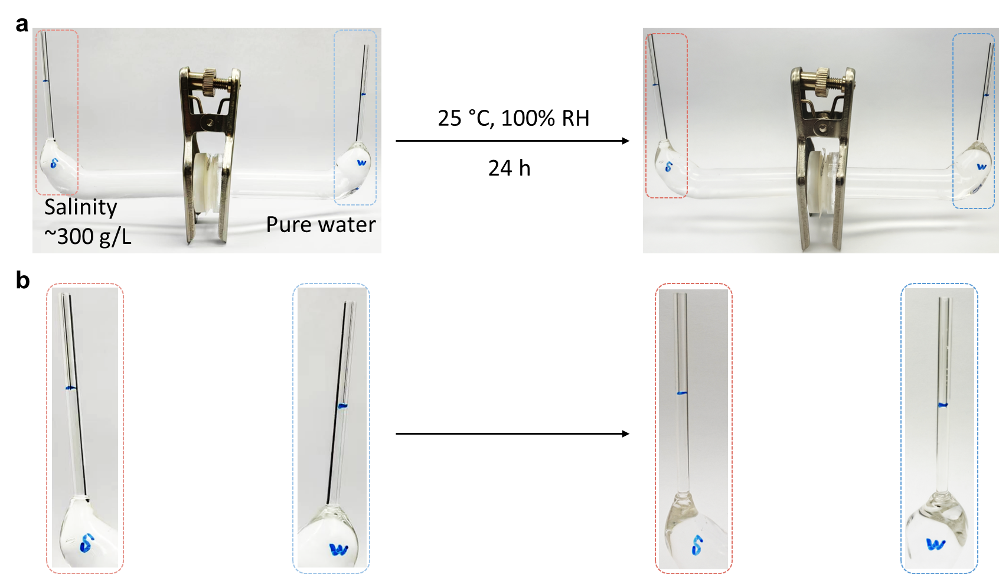 a
25 °C, 100% RH
24 h
δ
w
δ
w
Salinity
~300 g/L
Pure water
b
δ
w
δ
w